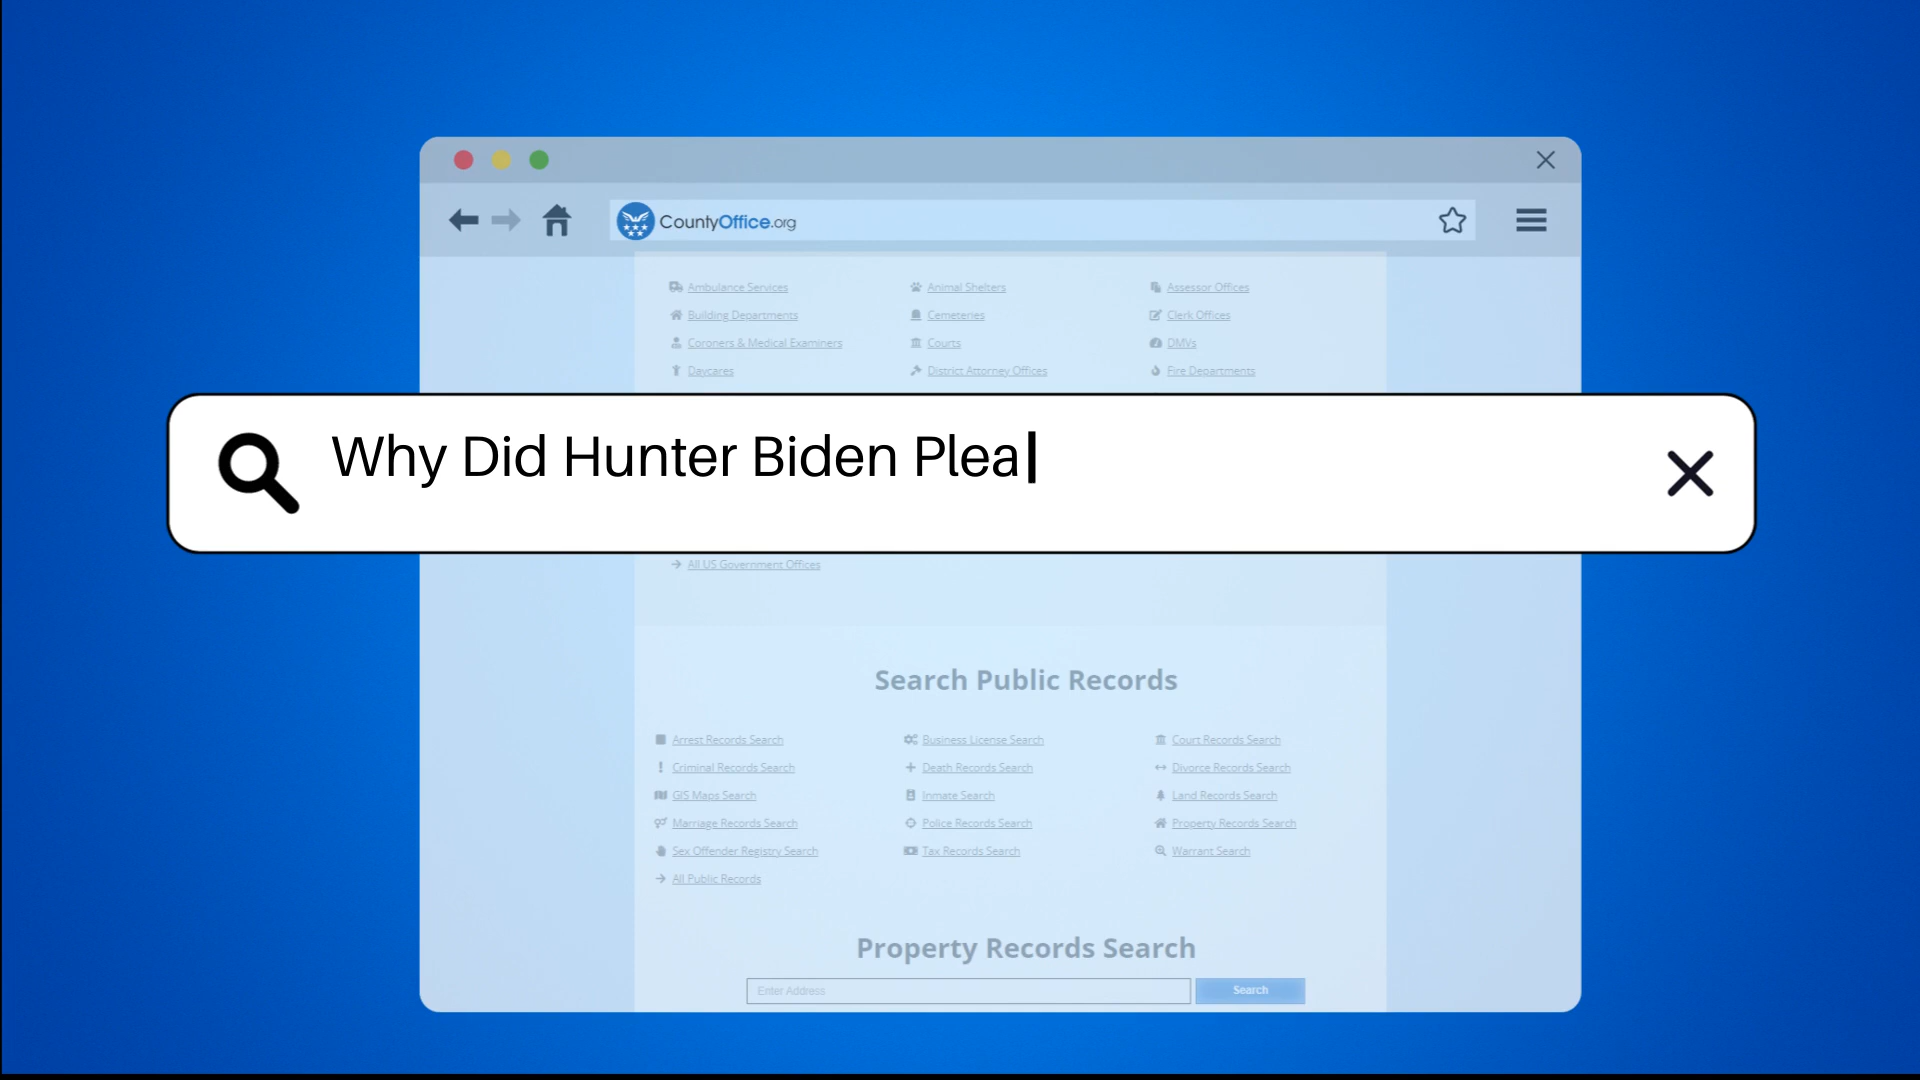 CountyOffice.org
Ambulance Services Animal Shelters Assessor Offices
Building Departments Cemeteries Clerk Offices
Coroners & Medical Examiners Courts DMVs
Daycares District Attorney Offices Fire Departments
Why Did Hunter Biden Plea
All US Government Offices
Search Public Records
Arrest Records Search Business License Search Court Records Search
Criminal Records Search Death Records Search Divorce Records Search
GIS Maps Search Inmate Search Land Records Search
Marriage Records Search Police Records Search Property Records Search
Sex Offender Registry Search Tax Records Search Warrant Search
All Public Records
Property Records Search
Enter Address Search